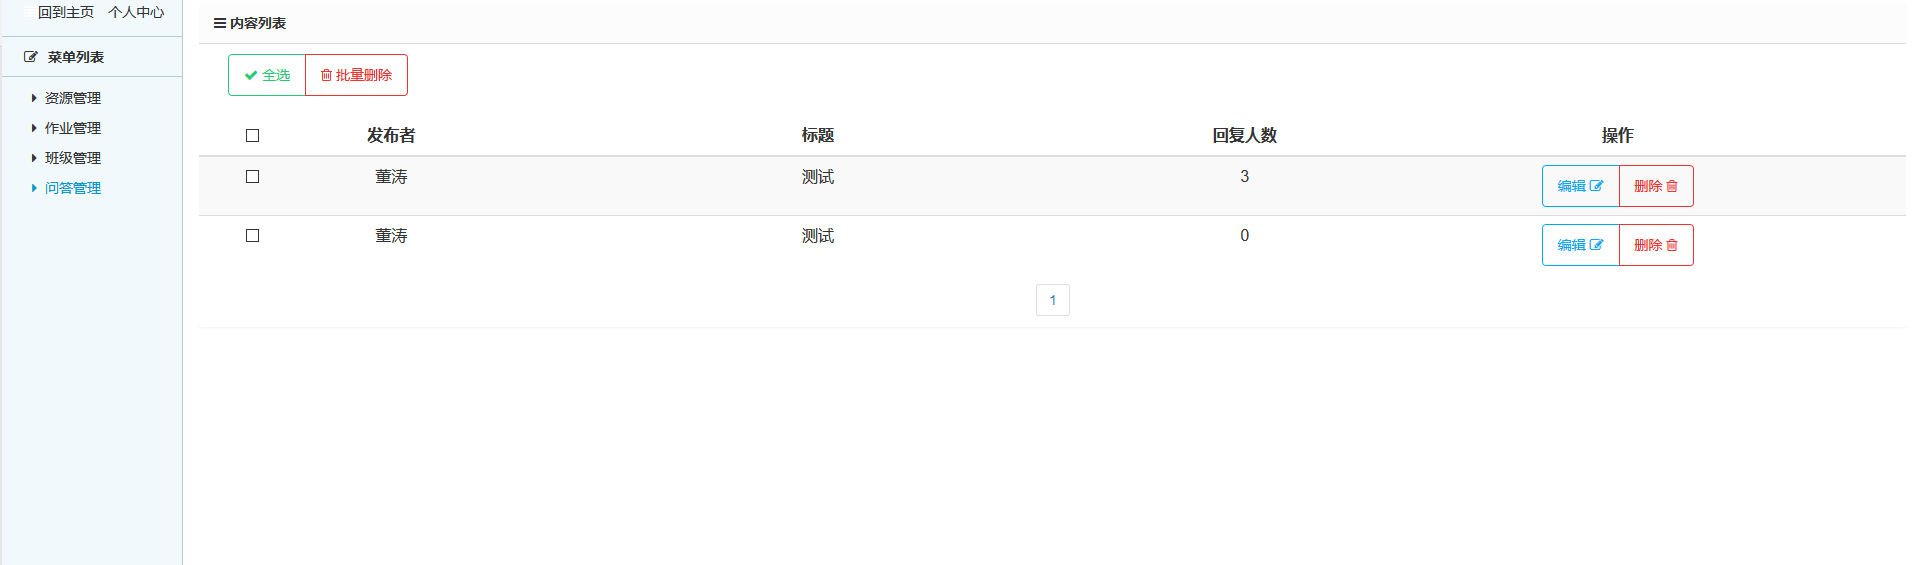 回到主页 个人中心
菜单列表
资源管理
作业管理
班级管理
问答管理
内容列表
全选 批量删除
发布者 标题 回复人数 操作
董涛 测试 3 编辑 删除
董涛 测试 0 编辑 删除
1